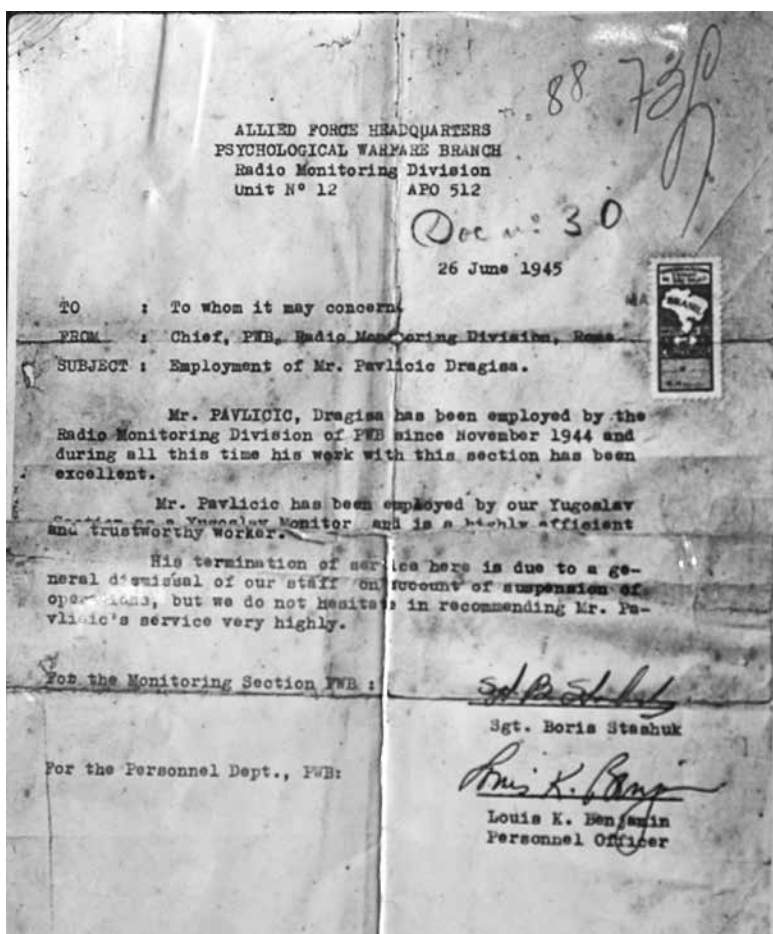 88 73
ALLIED FORCE HEADQUARTERS
PSYCHOLOGICAL WARFARE BRANCH
Radio Monitoring Division
Unit Nº 12 APO 512
Doc nº 30
26 June 1945
TO : To whom it may concern.
BRASIL
FROM : Chief, PWB, Radio Monitoring Division, Rome.
SUBJECT : Employment of Mr. Pavlicic Dragisa.
Mr. PAVLICIC, Dragisa has been employed by the
Radio Monitoring Division of PWB since November 1944 and
during all this time his work with this section has been
excellent.
Mr. Pavlicic has been employed by our Yugoslav
Section as a Yugoslav Monitor and is a highly efficient
and trustworthy worker.
His termination of service here is due to a ge-
neral dismissal of our staff on account of suspension of
operations, but we do not hesitate in recommending Mr. Pa-
vlicic's service very highly.
For the Monitoring Section PWB :
Sgt. Boris Stashuk
For the Personnel Dept., PWB:
Louis K. Benjamin
Personnel Officer